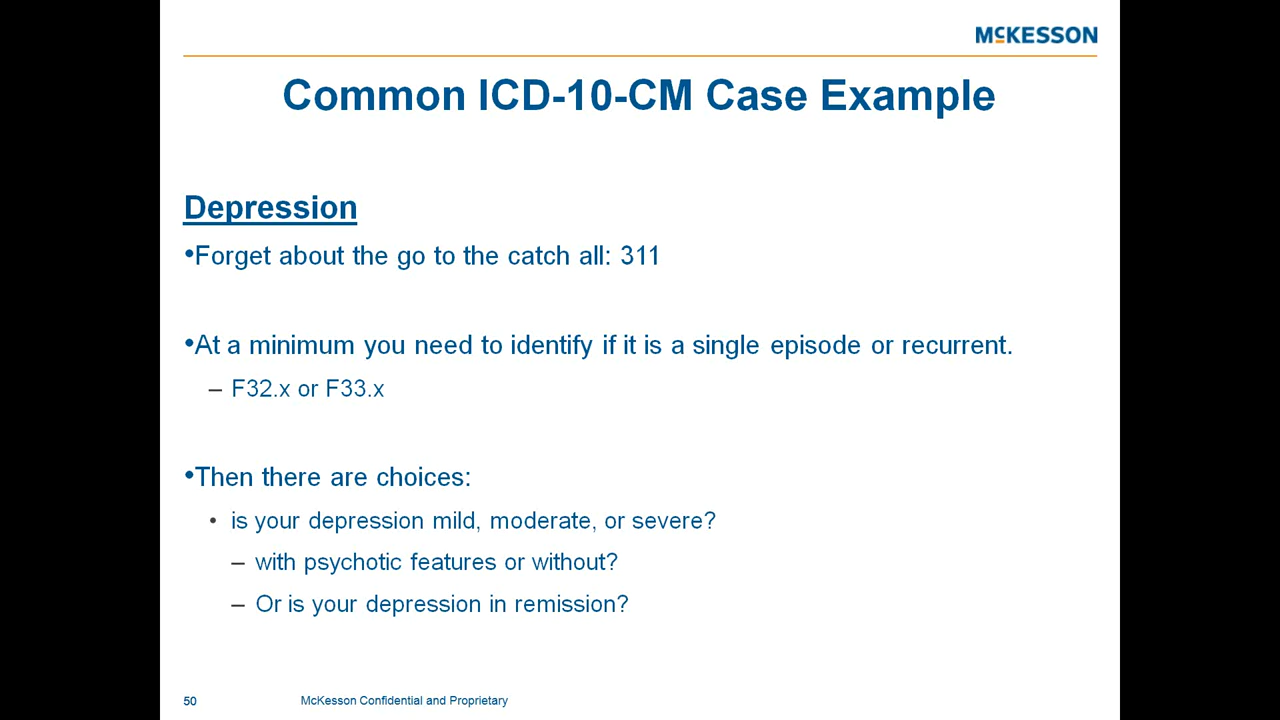 McKESSON
Common ICD-10-CM Case Example
Depression
•Forget about the go to the catch all: 311
•At a minimum you need to identify if it is a single episode or recurrent.
– F32.x or F33.x
•Then there are choices:
• is your depression mild, moderate, or severe?
– with psychotic features or without?
– Or is your depression in remission?
50 McKesson Confidential and Proprietary